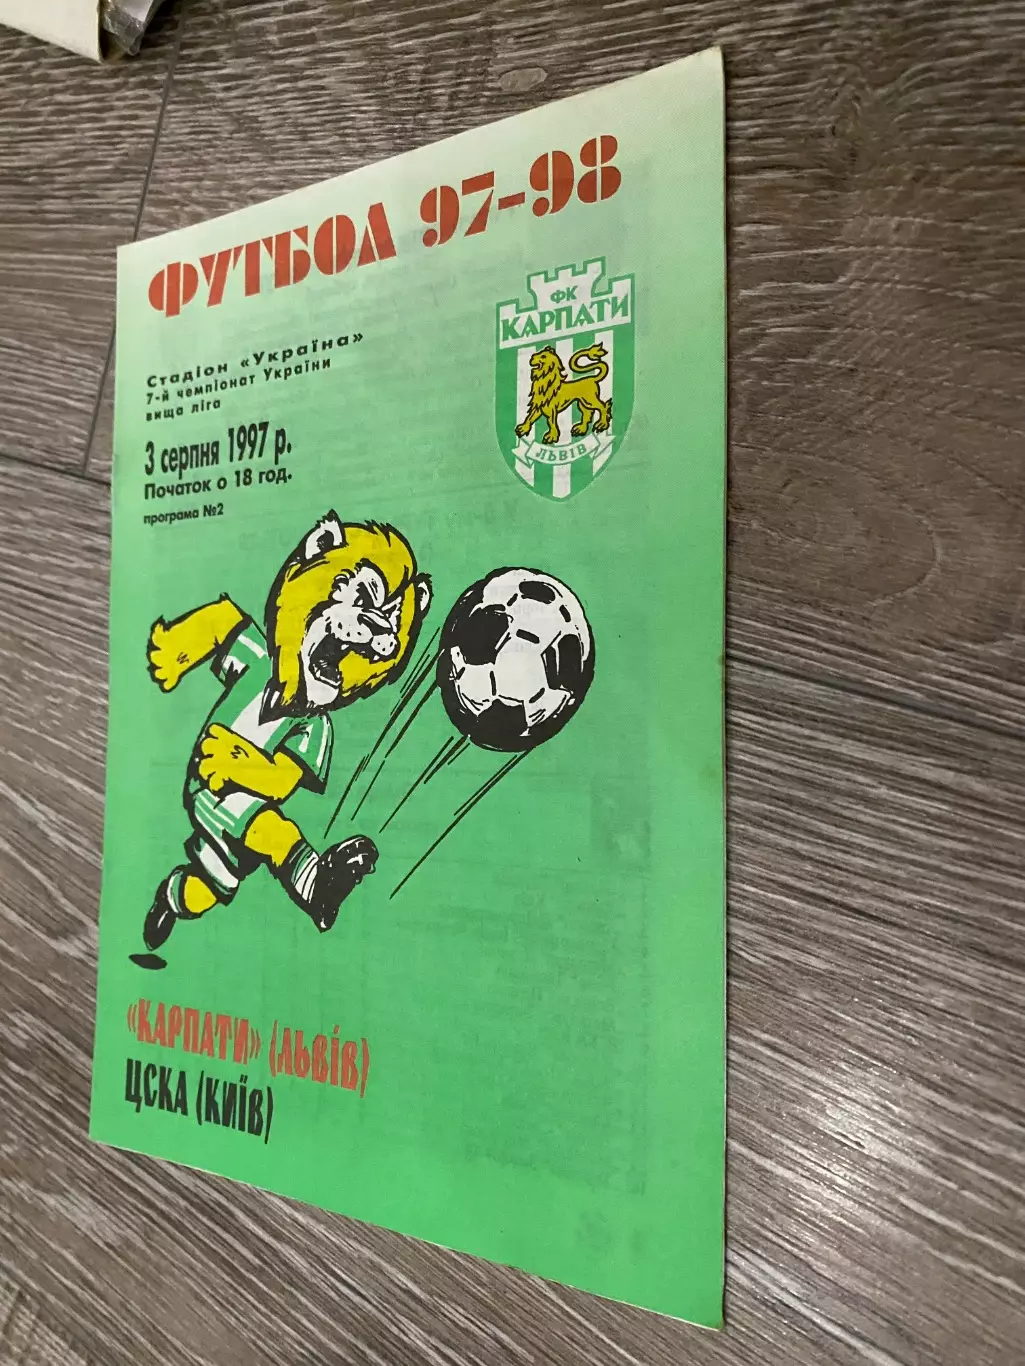 ФУТБОЛ 97-98
ФК
КАРПАТИ
ЛЬВІВ
Стадіон «Україна»
7-й чемпіонат України
вища ліга
3 серпня 1997 р.
Початок о 18 год.
програма №2
«КАРПАТИ» (ЛЬВІВ)
ЦСКА (КИЇВ)